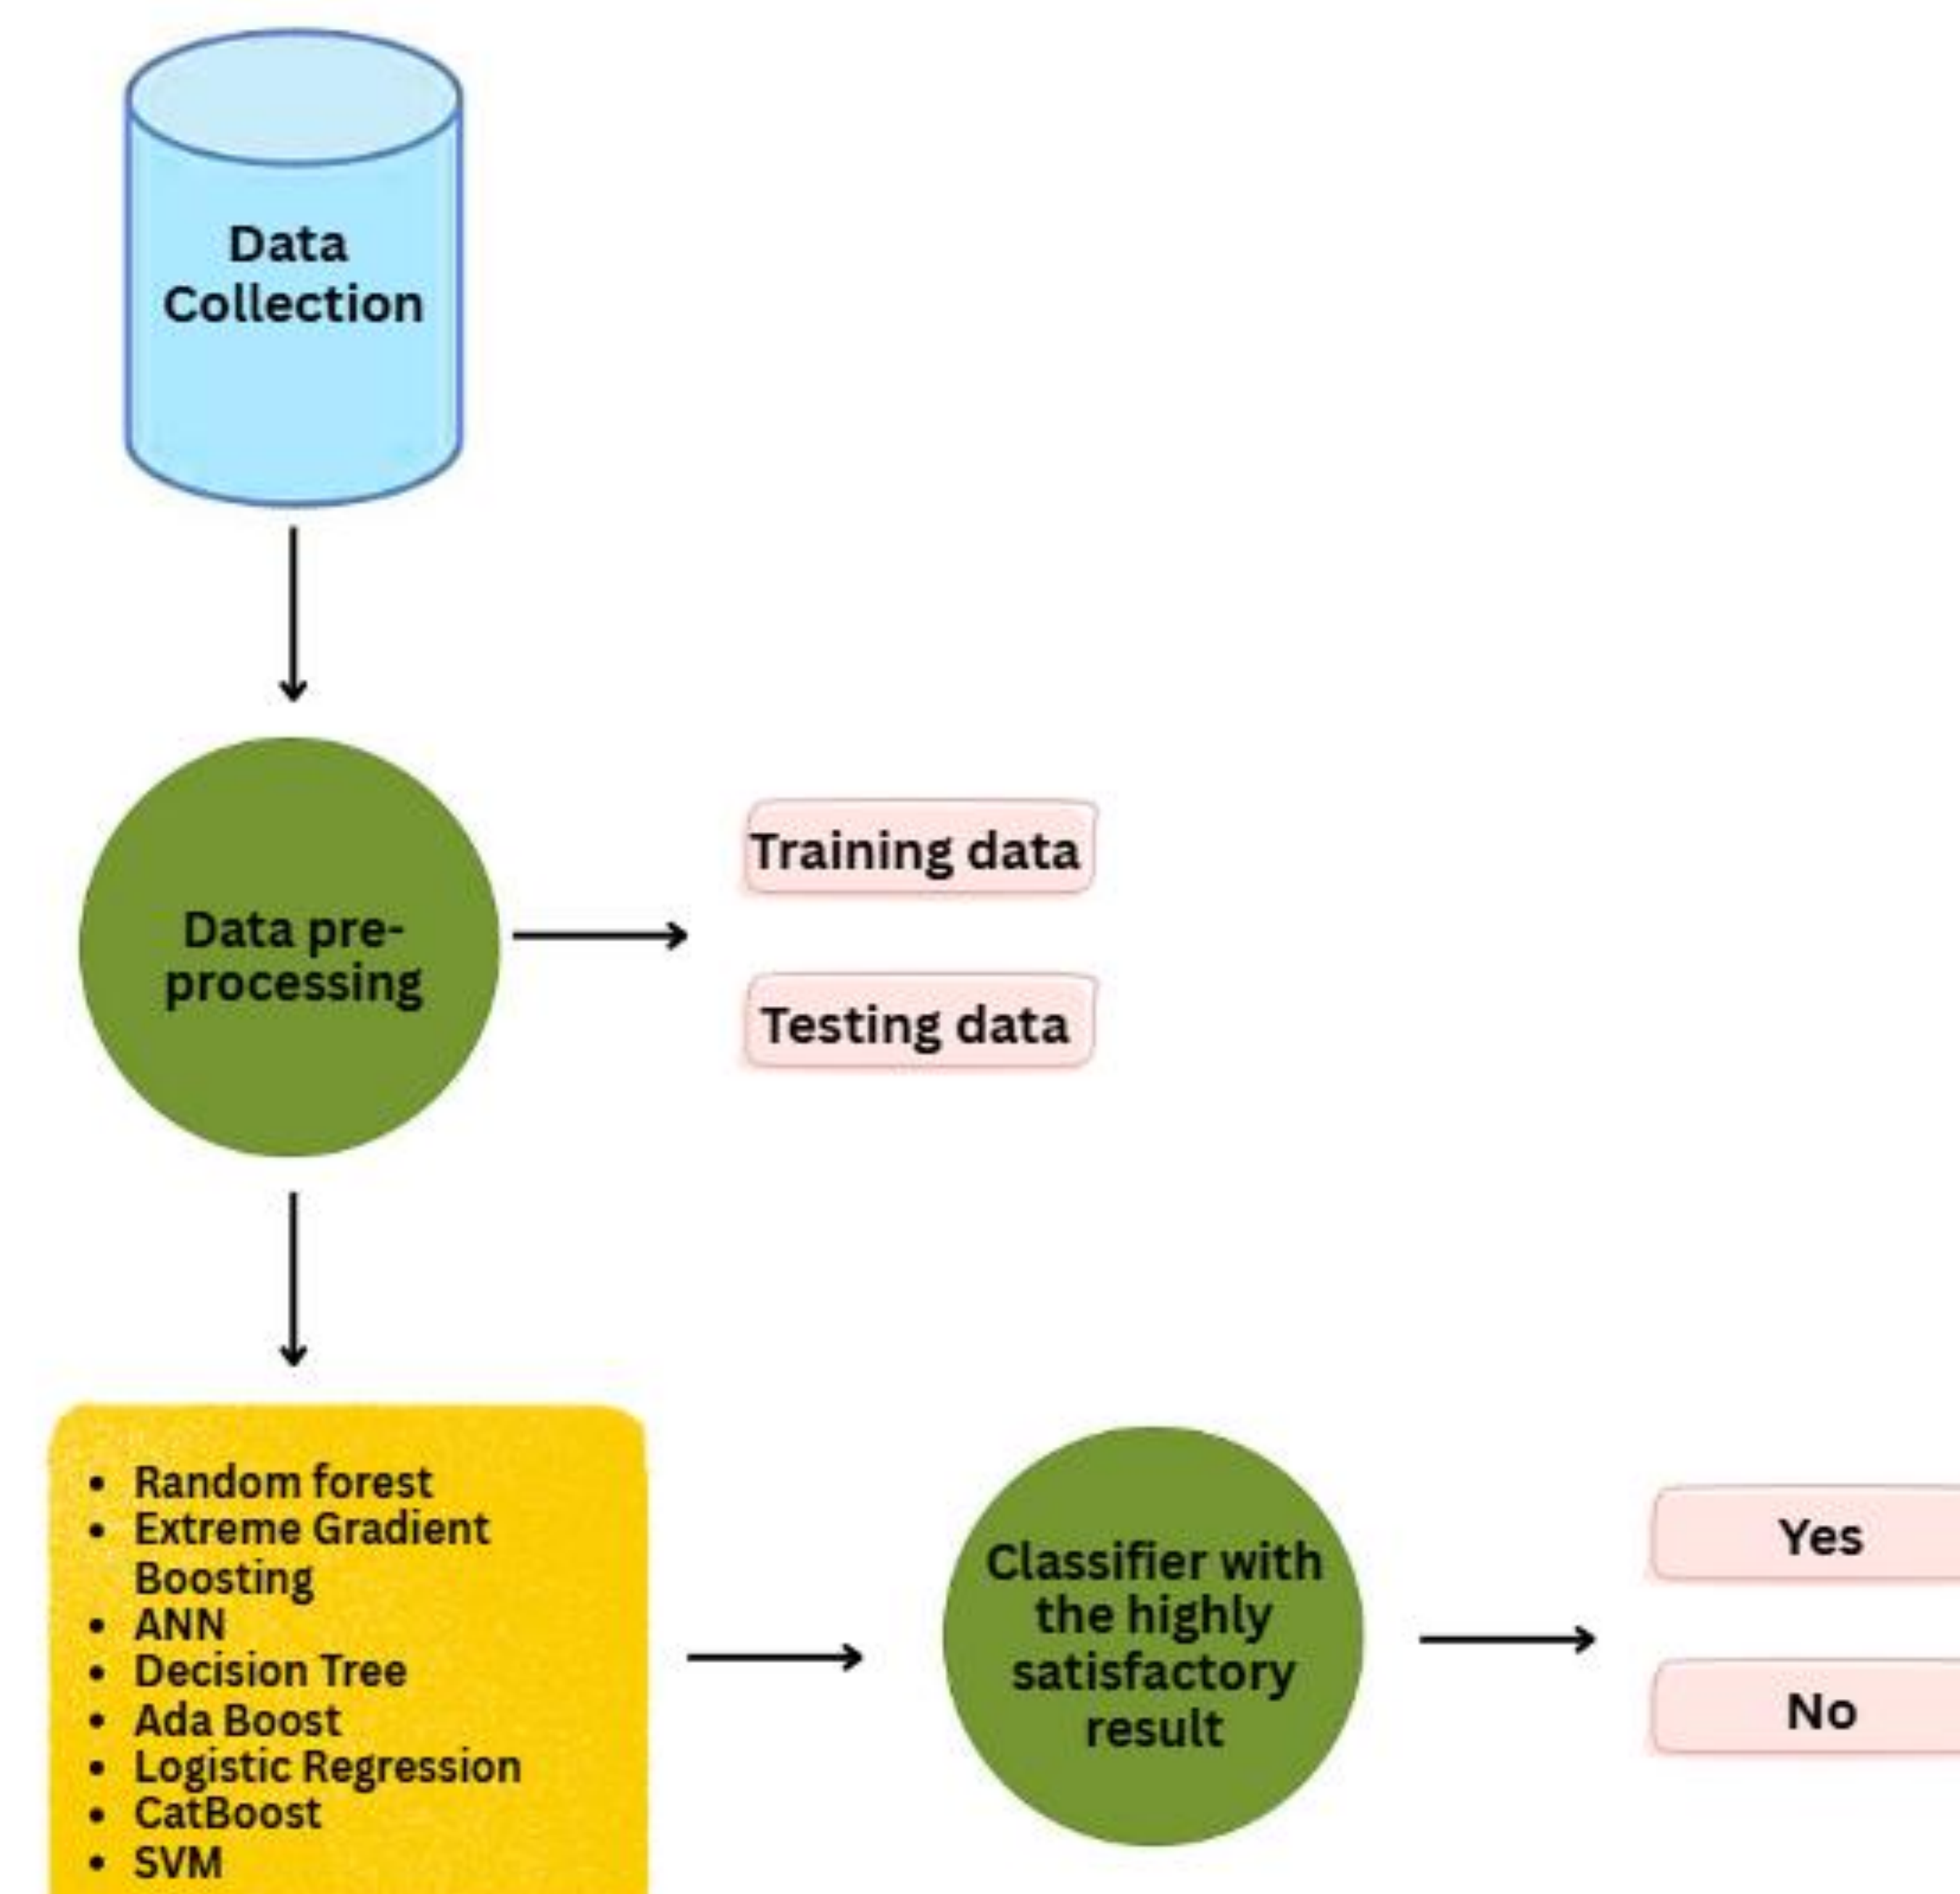 Data
Collection
Data pre-
processing
Training data
Testing data
• Random forest
• Extreme Gradient
Boosting
• ANN
• Decision Tree
• Ada Boost
• Logistic Regression
• CatBoost
• SVM
Classifier with
the highly
satisfactory
result
Yes
No